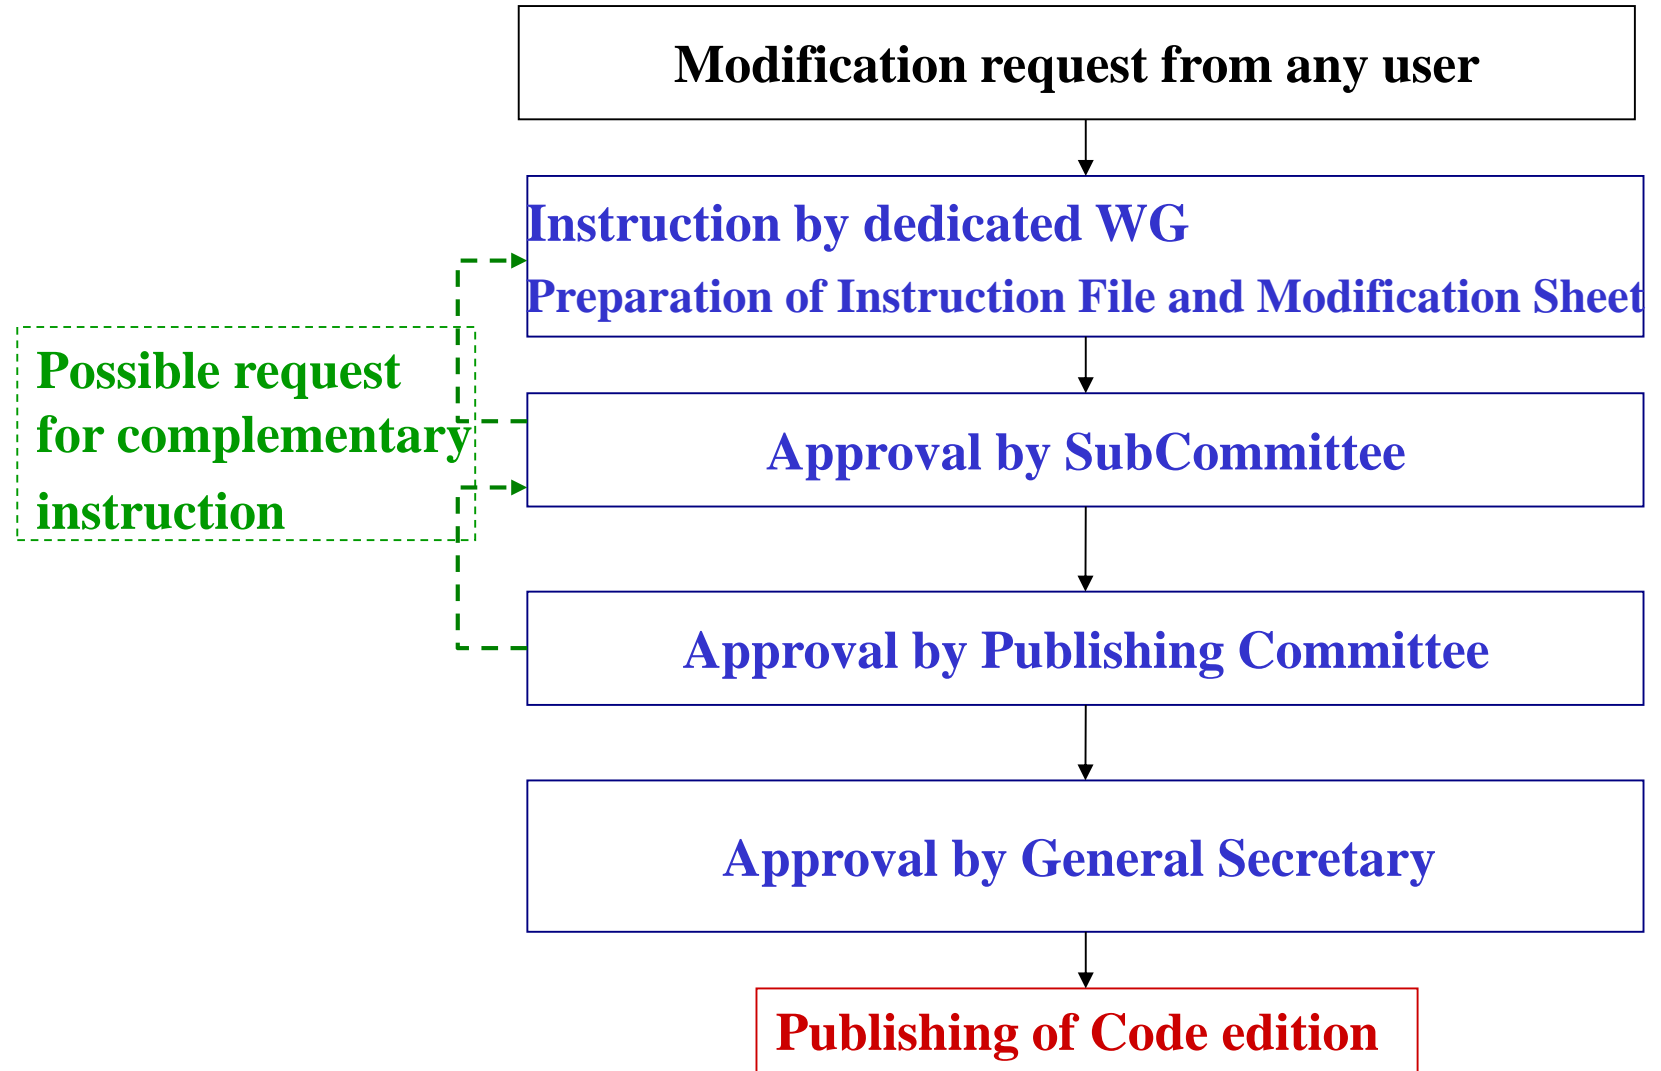 Modification request from any user
Instruction by dedicated WG
Preparation of Instruction File and Modification Sheet
Possible request
for complementary
instruction
Approval by SubCommittee
Approval by Publishing Committee
Approval by General Secretary
Publishing of Code edition